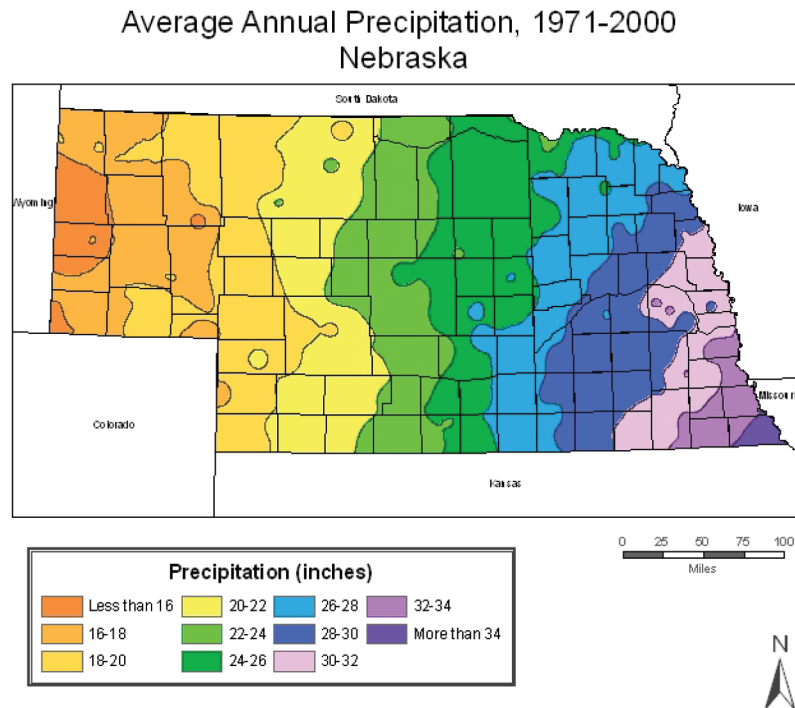 Average Annual Precipitation, 1971-2000
Nebraska
South Dakota
Wyoming
Iowa
Colorado
Missouri
Kansas
0 25 50 75 100
Miles
Precipitation (inches)
Less than 16
20-22
26-28
32-34
16-18
22-24
28-30
More than 34
18-20
24-26
30-32
N